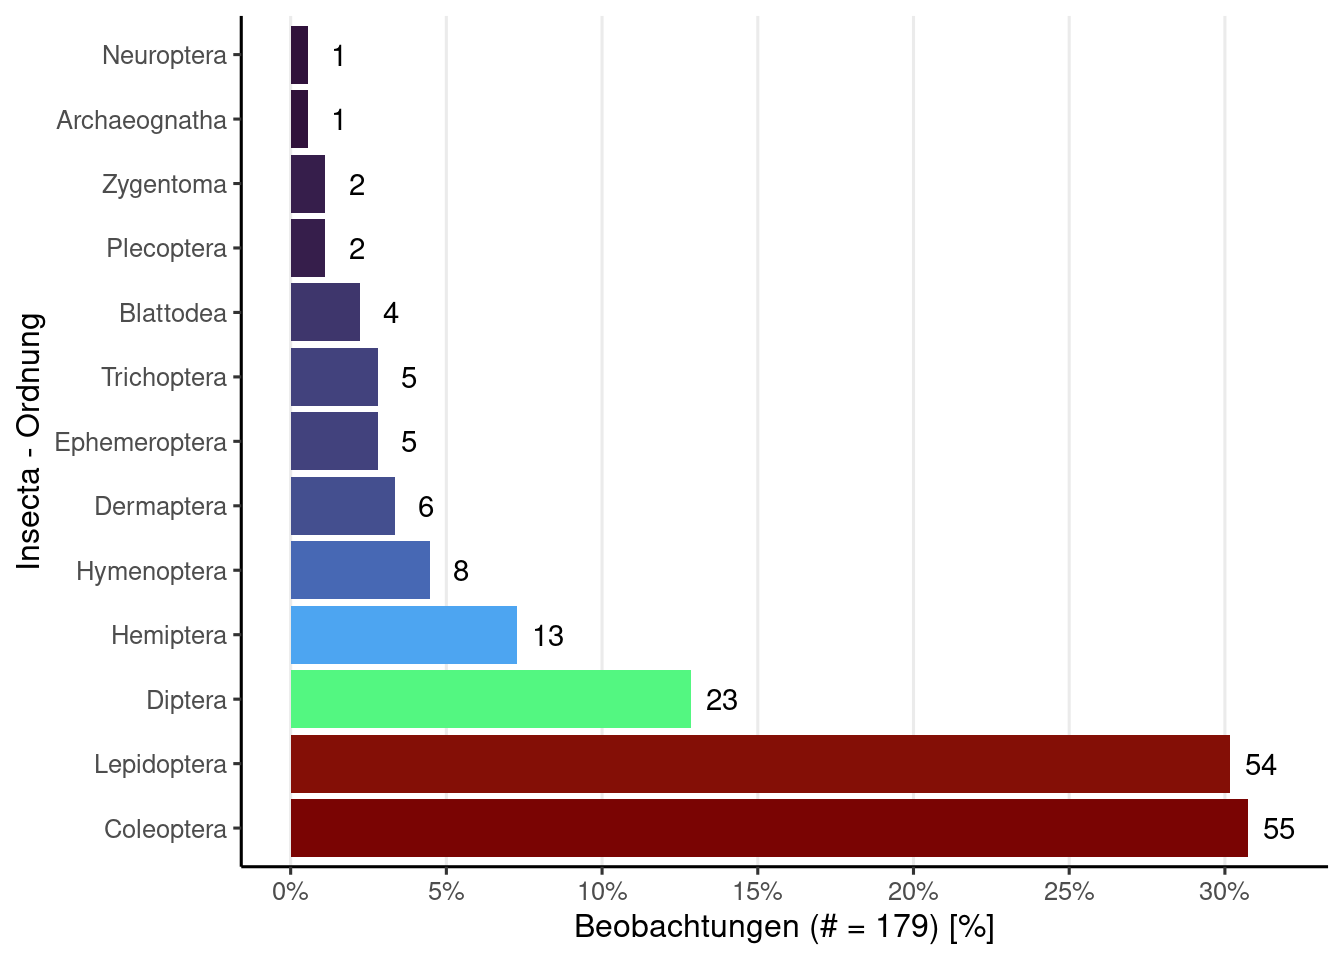 Insecta - Ordnung
Neuroptera 1
Archaeognatha 1
Zygentoma 2
Plecoptera 2
Blattodea 4
Trichoptera 5
Ephemeroptera 5
Dermaptera 6
Hymenoptera 8
Hemiptera 13
Diptera 23
Lepidoptera 54
Coleoptera 55
0% 5% 10% 15% 20% 25% 30%
Beobachtungen (# = 179) [%]